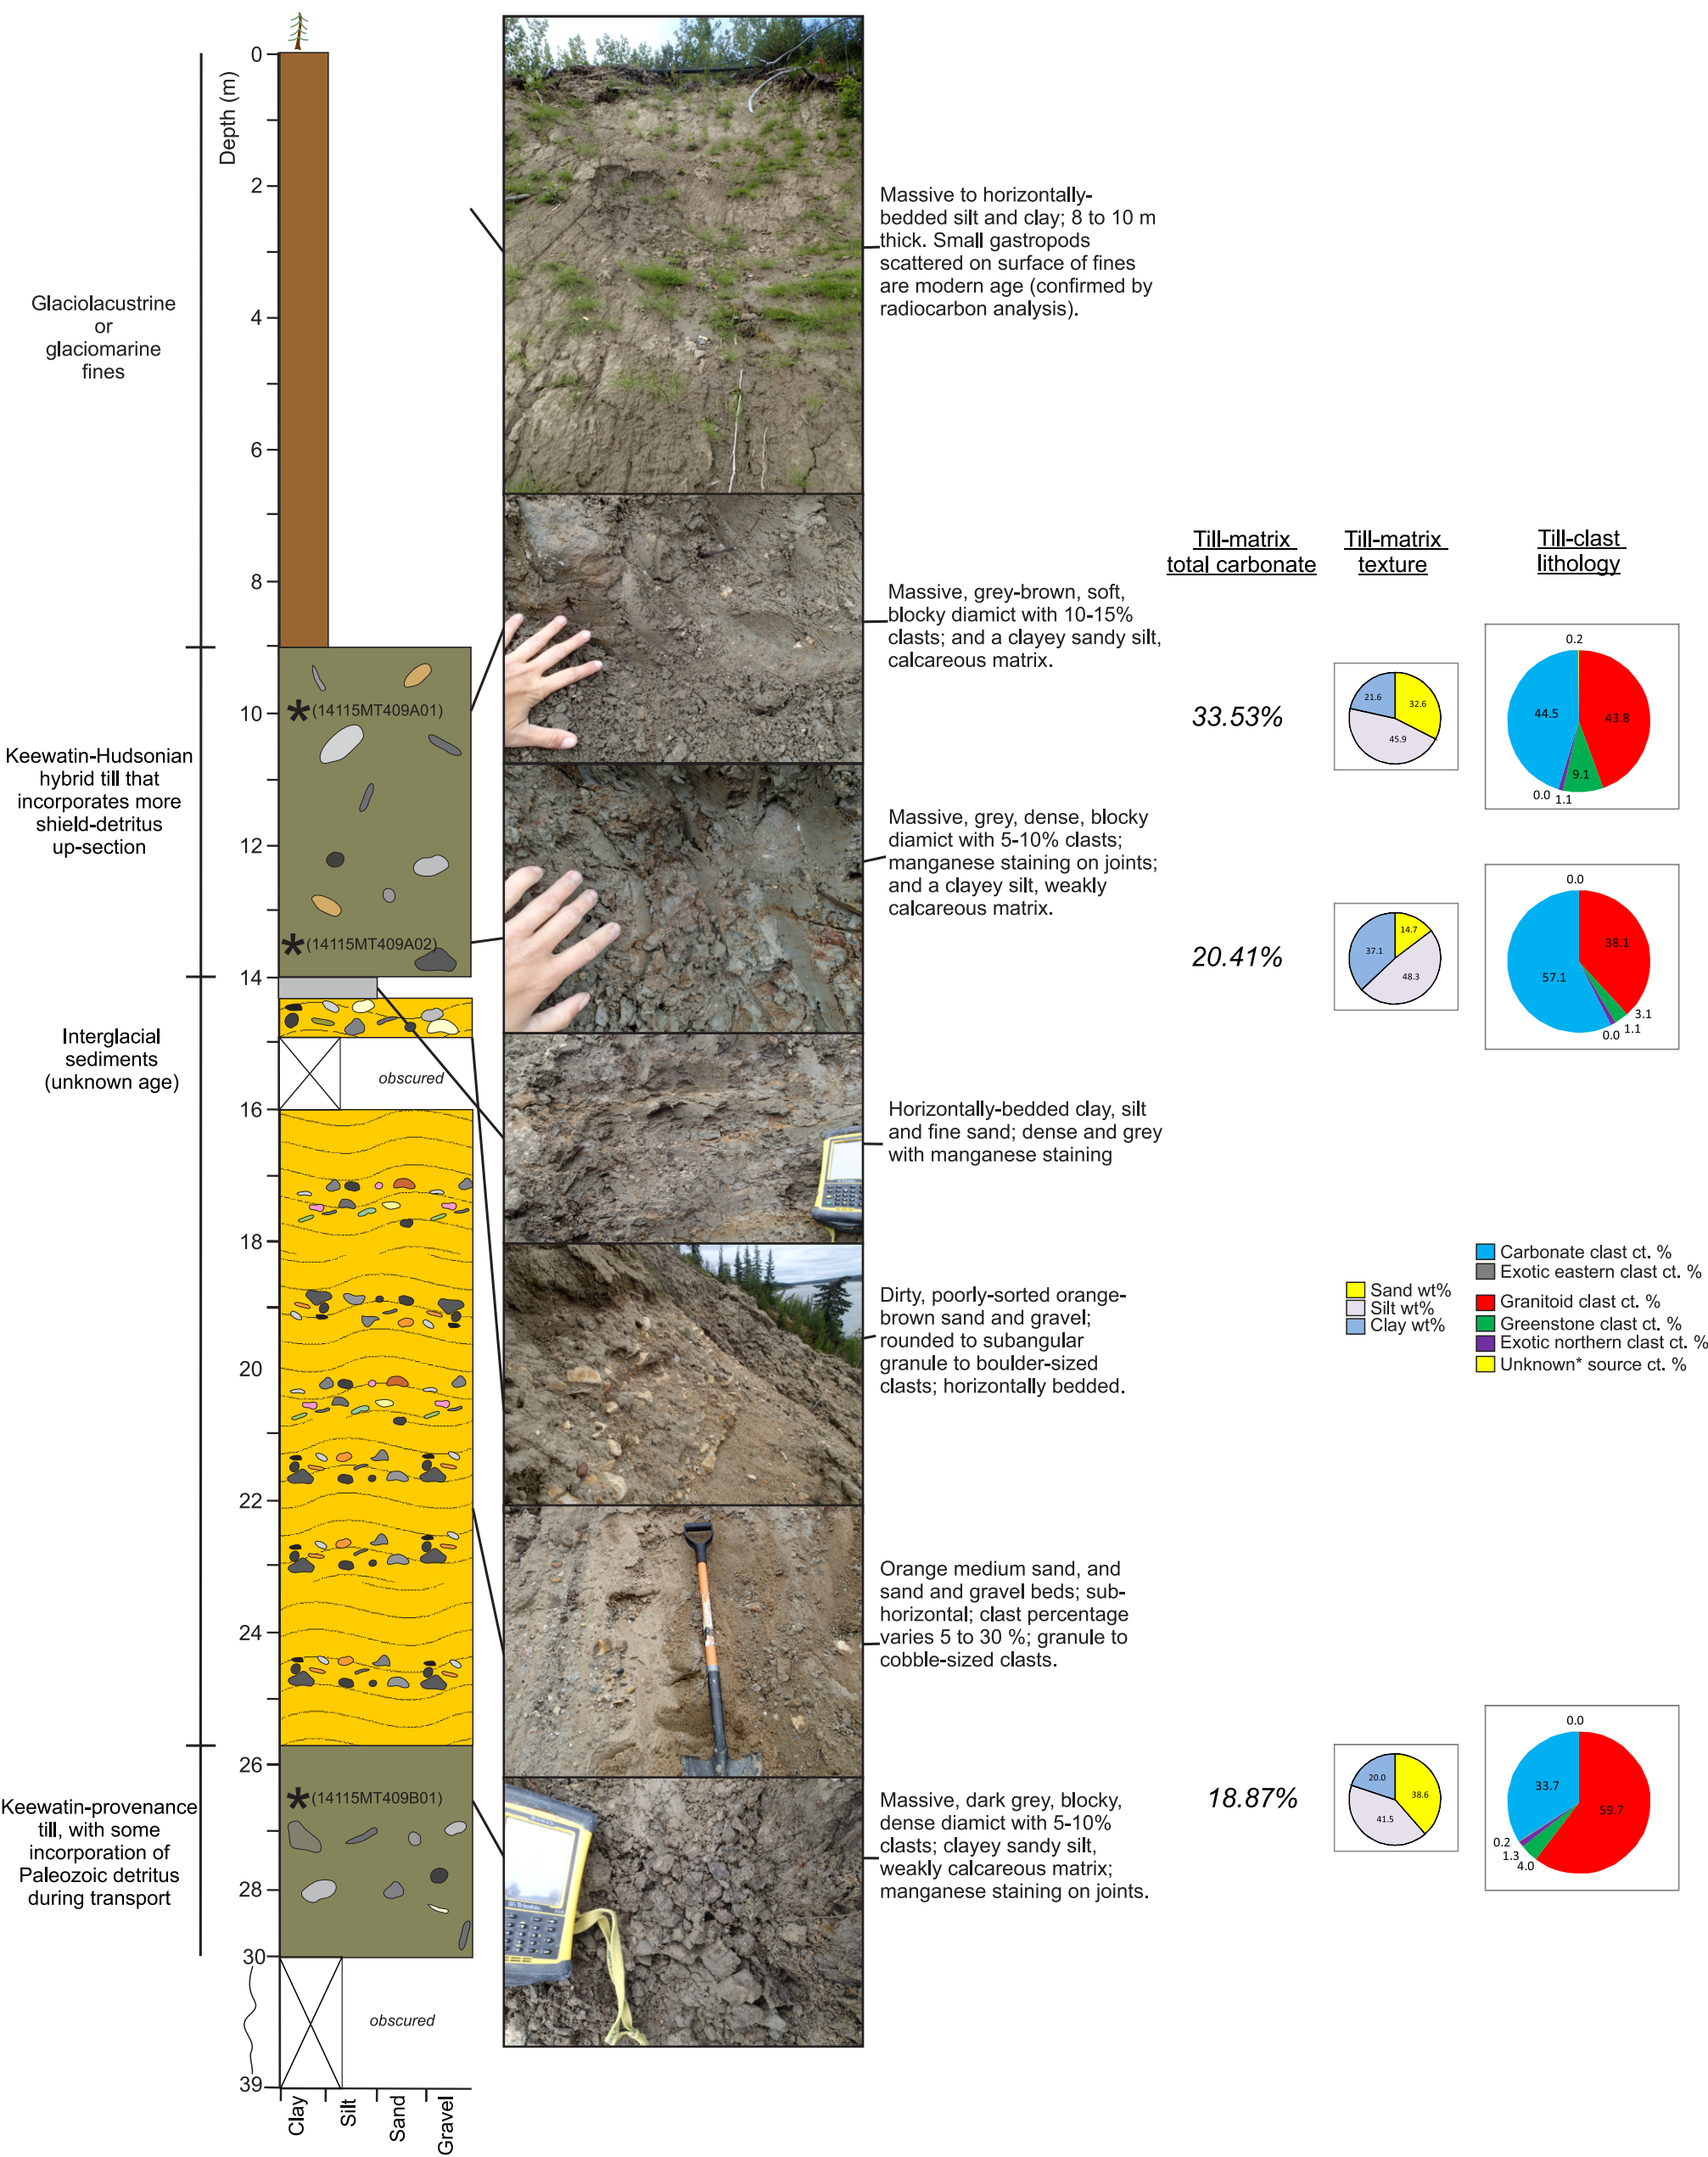 0
Depth (m)
2
4
6
8
10
12
14
16
18
20
22
24
26
28
30
39
Clay
Silt
Sand
Gravel
Glaciolacustrine
or
glaciomarine
fines
Keewatin-Hudsonian
hybrid till that
incorporates more
shield-detritus
up-section
Interglacial
sediments
(unknown age)
Keewatin-provenance
till, with some
incorporation of
Paleozoic detritus
during transport
*(14115MT409A01)
*(14115MT409A02)
obscured
*(14115MT409B01)
obscured
Massive to horizontally-
bedded silt and clay; 8 to 10 m
thick. Small gastropods
scattered on surface of fines
are modern age (confirmed by
radiocarbon analysis).
Massive, grey-brown, soft,
blocky diamict with 10-15%
clasts; and a clayey sandy silt,
calcareous matrix.
Massive, grey, dense, blocky
diamict with 5-10% clasts;
manganese staining on joints;
and a clayey silt, weakly
calcareous matrix.
Horizontally-bedded clay, silt
and fine sand; dense and grey
with manganese staining
Dirty, poorly-sorted orange-
brown sand and gravel;
rounded to subangular
granule to boulder-sized
clasts; horizontally bedded.
Orange medium sand, and
sand and gravel beds; sub-
horizontal; clast percentage
varies 5 to 30 %; granule to
cobble-sized clasts.
Massive, dark grey, blocky,
dense diamict with 5-10%
clasts; clayey sandy silt,
weakly calcareous matrix;
manganese staining on joints.
Till-matrix
total carbonate
Till-matrix
texture
Till-clast
lithology
33.53%
21.6
32.6
45.9
0.2
44.5
43.8
9.1
0.0
1.1
20.41%
37.1
14.7
48.3
0.0
38.1
57.1
3.1
1.1
0.0
Sand wt%
Silt wt%
Clay wt%
Carbonate clast ct. %
Exotic eastern clast ct. %
Granitoid clast ct. %
Greenstone clast ct. %
Exotic northern clast ct. %
Unknown* source ct. %
18.87%
20.0
38.6
41.5
0.0
33.7
59.7
0.2
1.3
4.0